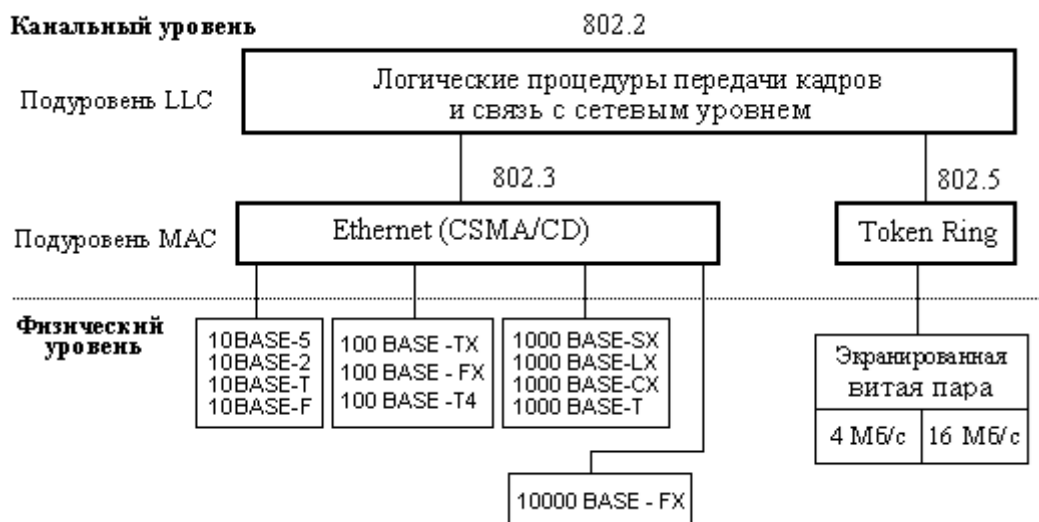 Канальный уровень
802.2
Подуровень LLC
Логические процедуры передачи кадров
и связь с сетевым уровнем
802.3
802.5
Подуровень MAC
Ethernet (CSMA/CD)
Token Ring
Физический
уровень
10BASE-5
10BASE-2
10BASE-T
10BASE-F
100 BASE -TX
100 BASE - FX
100 BASE -T4
1000 BASE-SX
1000 BASE-LX
1000 BASE-CX
1000 BASE-T
10000 BASE - FX
Экранированная
витая пара
4 Мб/с
16 Мб/с